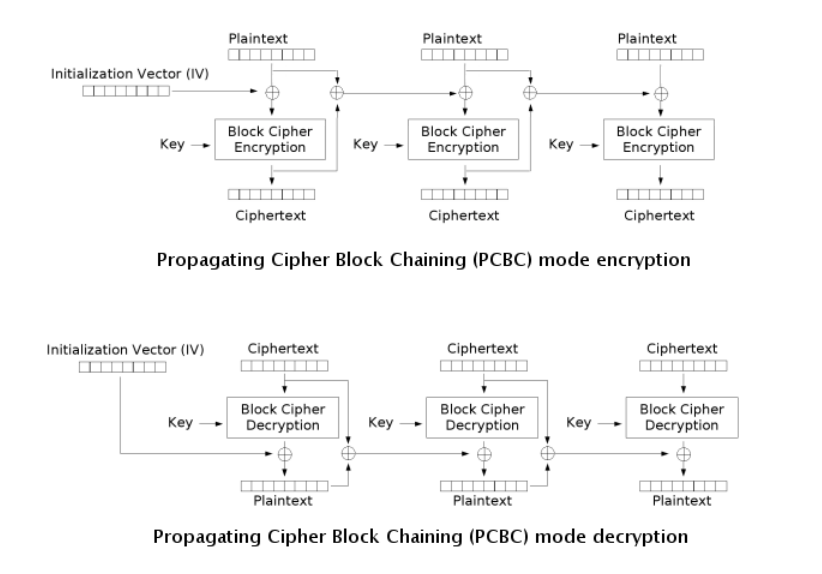 Plaintext Plaintext Plaintext
Initialization Vector (IV)
Key Block Cipher Encryption Key Block Cipher Encryption Key Block Cipher Encryption
Ciphertext Ciphertext Ciphertext
Propagating Cipher Block Chaining (PCBC) mode encryption
Initialization Vector (IV) Ciphertext Ciphertext Ciphertext
Key Block Cipher Decryption Key Block Cipher Decryption Key Block Cipher Decryption
Plaintext Plaintext Plaintext
Propagating Cipher Block Chaining (PCBC) mode decryption